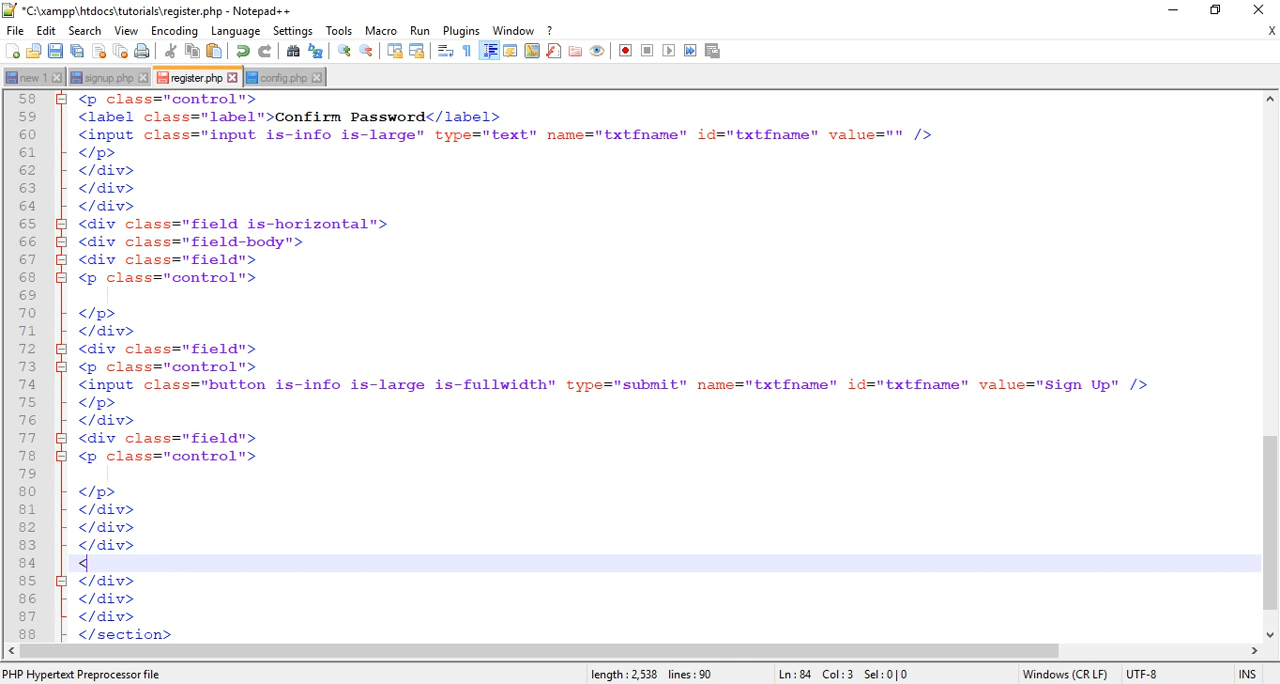 *C:\xampp\htdocs\tutorials\register.php - Notepad++
File Edit Search View Encoding Language Settings Tools Macro Run Plugins Window ? X
new 1 signup.php register.php config.php
58 <p class="control">
59 <label class="label">Confirm Password</label>
60 <input class="input is-info is-large" type="text" name="txtfname" id="txtfname" value="" />
61 </p>
62 </div>
63 </div>
64 </div>
65 <div class="field is-horizontal">
66 <div class="field-body">
67 <div class="field">
68 <p class="control">
69
70 </p>
71 </div>
72 <div class="field">
73 <p class="control">
74 <input class="button is-info is-large is-fullwidth" type="submit" name="txtfname" id="txtfname" value="Sign Up" />
75 </p>
76 </div>
77 <div class="field">
78 <p class="control">
79
80 </p>
81 </div>
82 </div>
83 </div>
84 <
85 </div>
86 </div>
87 </div>
88 </section>
PHP Hypertext Preprocessor file length : 2,538 lines : 90 Ln : 84 Col : 3 Sel : 0 | 0 Windows (CR LF) UTF-8 INS